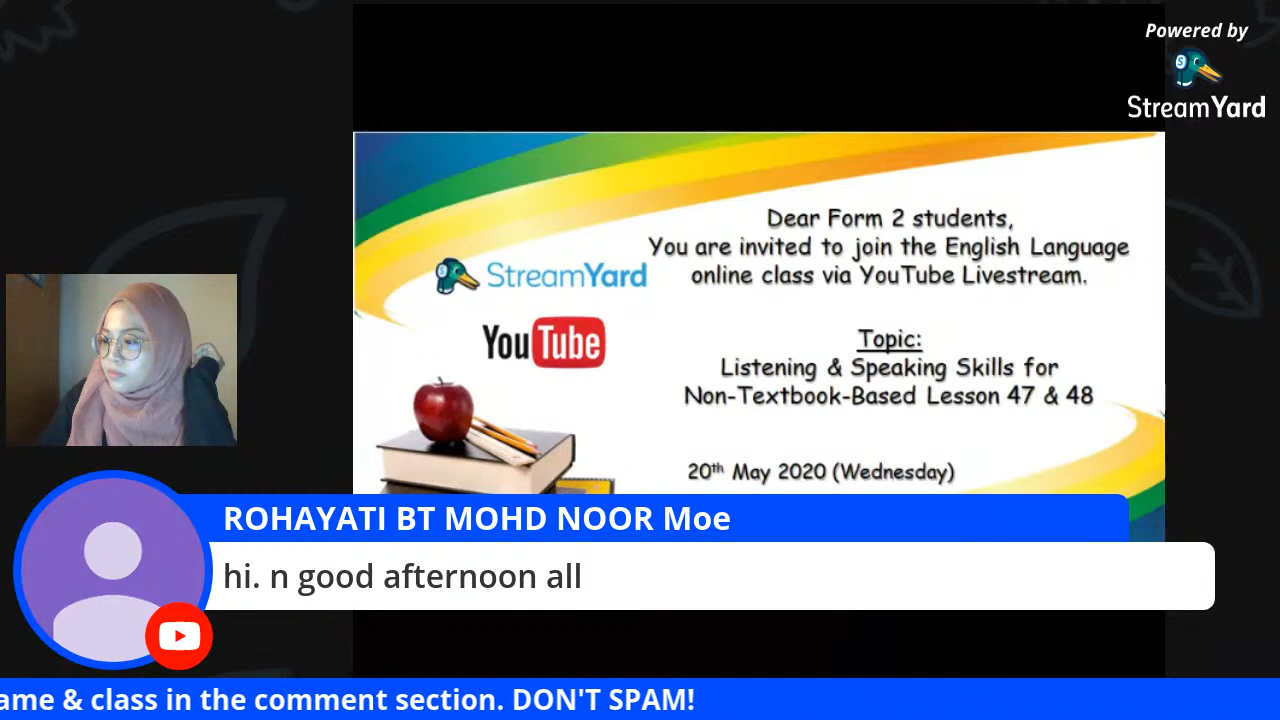 Powered by
StreamYard
Dear Form 2 students,
You are invited to join the English Language
online class via YouTube Livestream.
StreamYard
YouTube
Topic:
Listening & Speaking Skills for
Non-Textbook-Based Lesson 47 & 48
20th May 2020 (Wednesday)
ROHAYATI BT MOHD NOOR Moe
hi. n good afternoon all
ame & class in the comment section. DON'T SPAM!